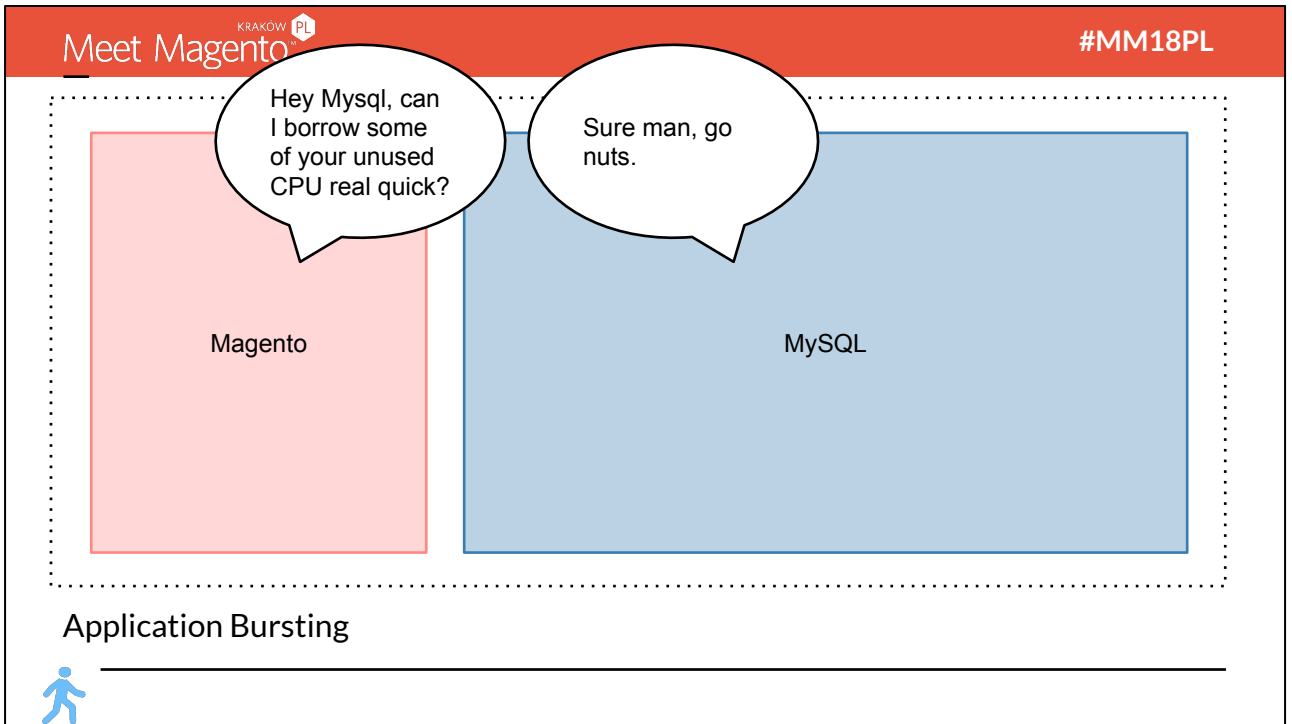 KRAKÓW PL
Meet Magento™
#MM18PL
Hey Mysql, can
I borrow some
of your unused
CPU real quick?
Sure man, go
nuts.
Magento
MySQL
Application Bursting